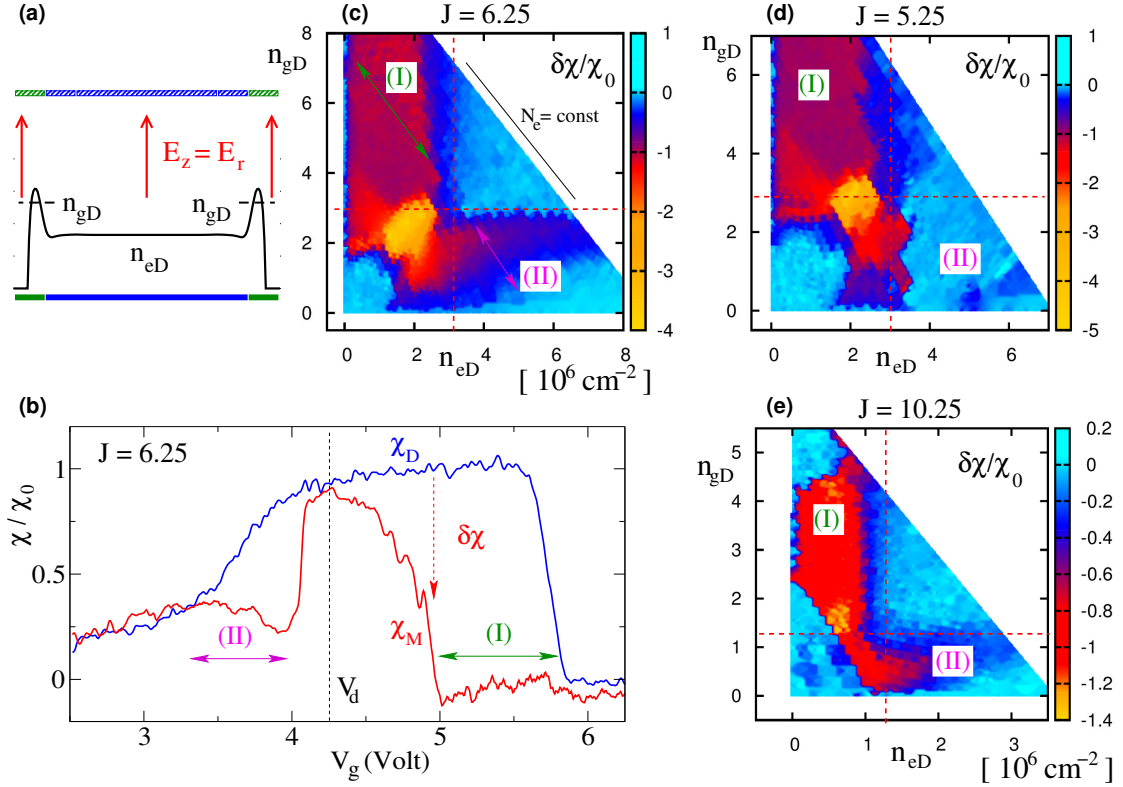 (a)
E_z = E_r
n_gD
n_gD
n_eD
(c)
J = 6.25
n_gD
8
6
4
2
0
(I)
δχ/χ_0
N_e = const
(II)
0
2
4
6
8
n_eD
[ 10^6 cm^-2 ]
1
0
-1
-2
-3
-4
(d)
J = 5.25
n_gD
6
4
2
0
(I)
δχ/χ_0
(II)
0
2
4
6
n_eD
1
0
-1
-2
-3
-4
-5
(b)
J = 6.25
χ / χ_0
1
0.5
0
χ_D
δχ
χ_M
(II)
(I)
V_d
3
4
5
6
V_g (Volt)
(e)
J = 10.25
n_gD
5
4
3
2
1
0
(I)
δχ/χ_0
(II)
0
1
2
3
n_eD
[ 10^6 cm^-2 ]
0.2
0
-0.2
-0.4
-0.6
-0.8
-1
-1.2
-1.4